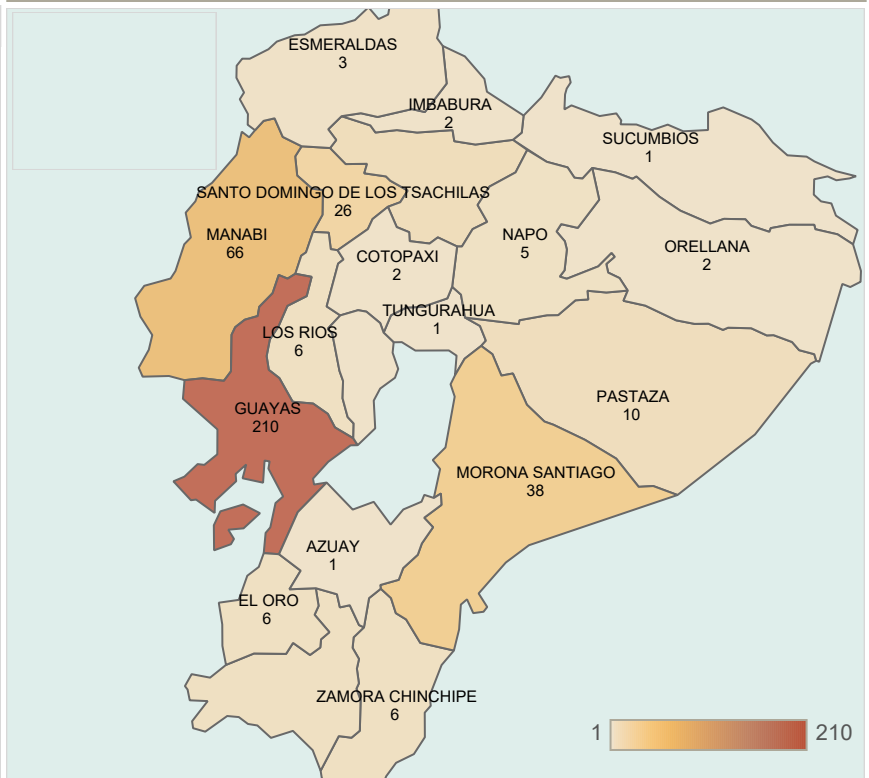 ESMERALDAS
3
IMBABURA
2
SUCUMBIOS
1
SANTO DOMINGO DE LOS TSACHILAS
26
MANABI
66
NAPO
5
ORELLANA
2
COTOPAXI
2
TUNGURAHUA
1
LOS RIOS
6
PASTAZA
10
GUAYAS
210
MORONA SANTIAGO
38
AZUAY
1
EL ORO
6
ZAMORA CHINCHIPE
6
1 210